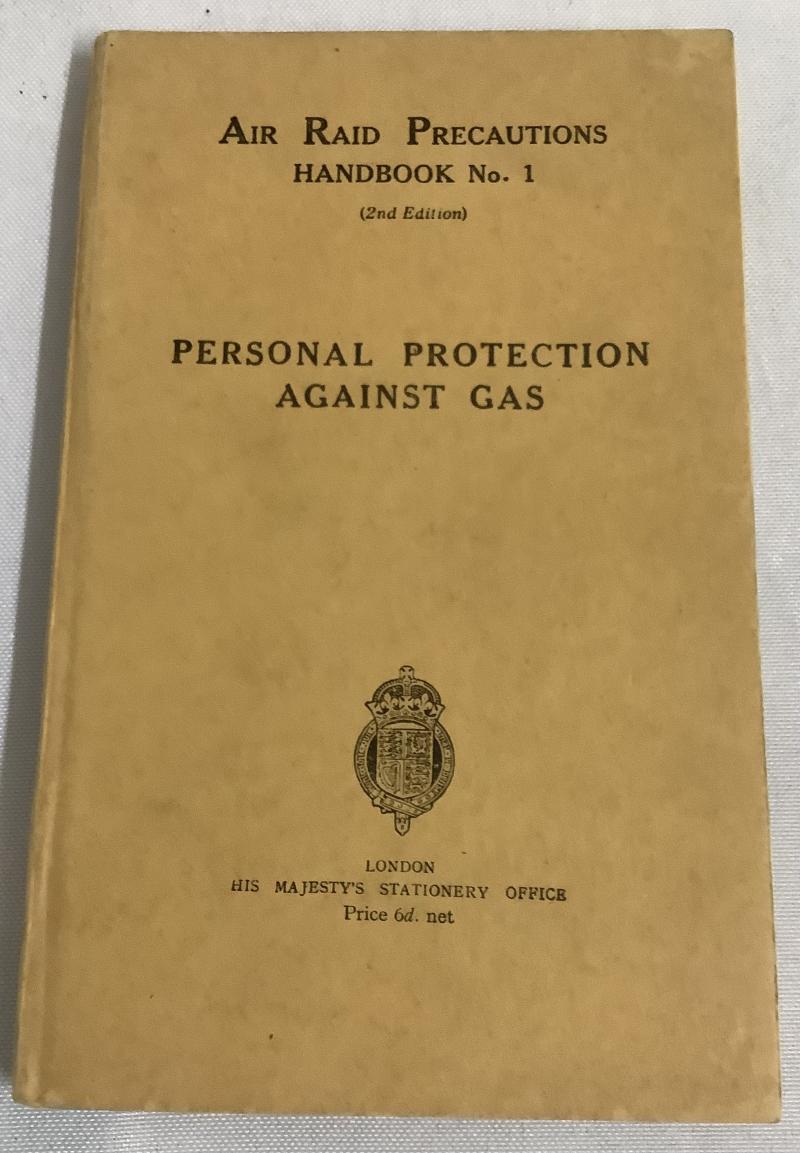 AIR RAID PRECAUTIONS
HANDBOOK No. 1
(2nd Edition)
PERSONAL PROTECTION
AGAINST GAS
LONDON
HIS MAJESTY'S STATIONERY OFFICE
Price 6d. net